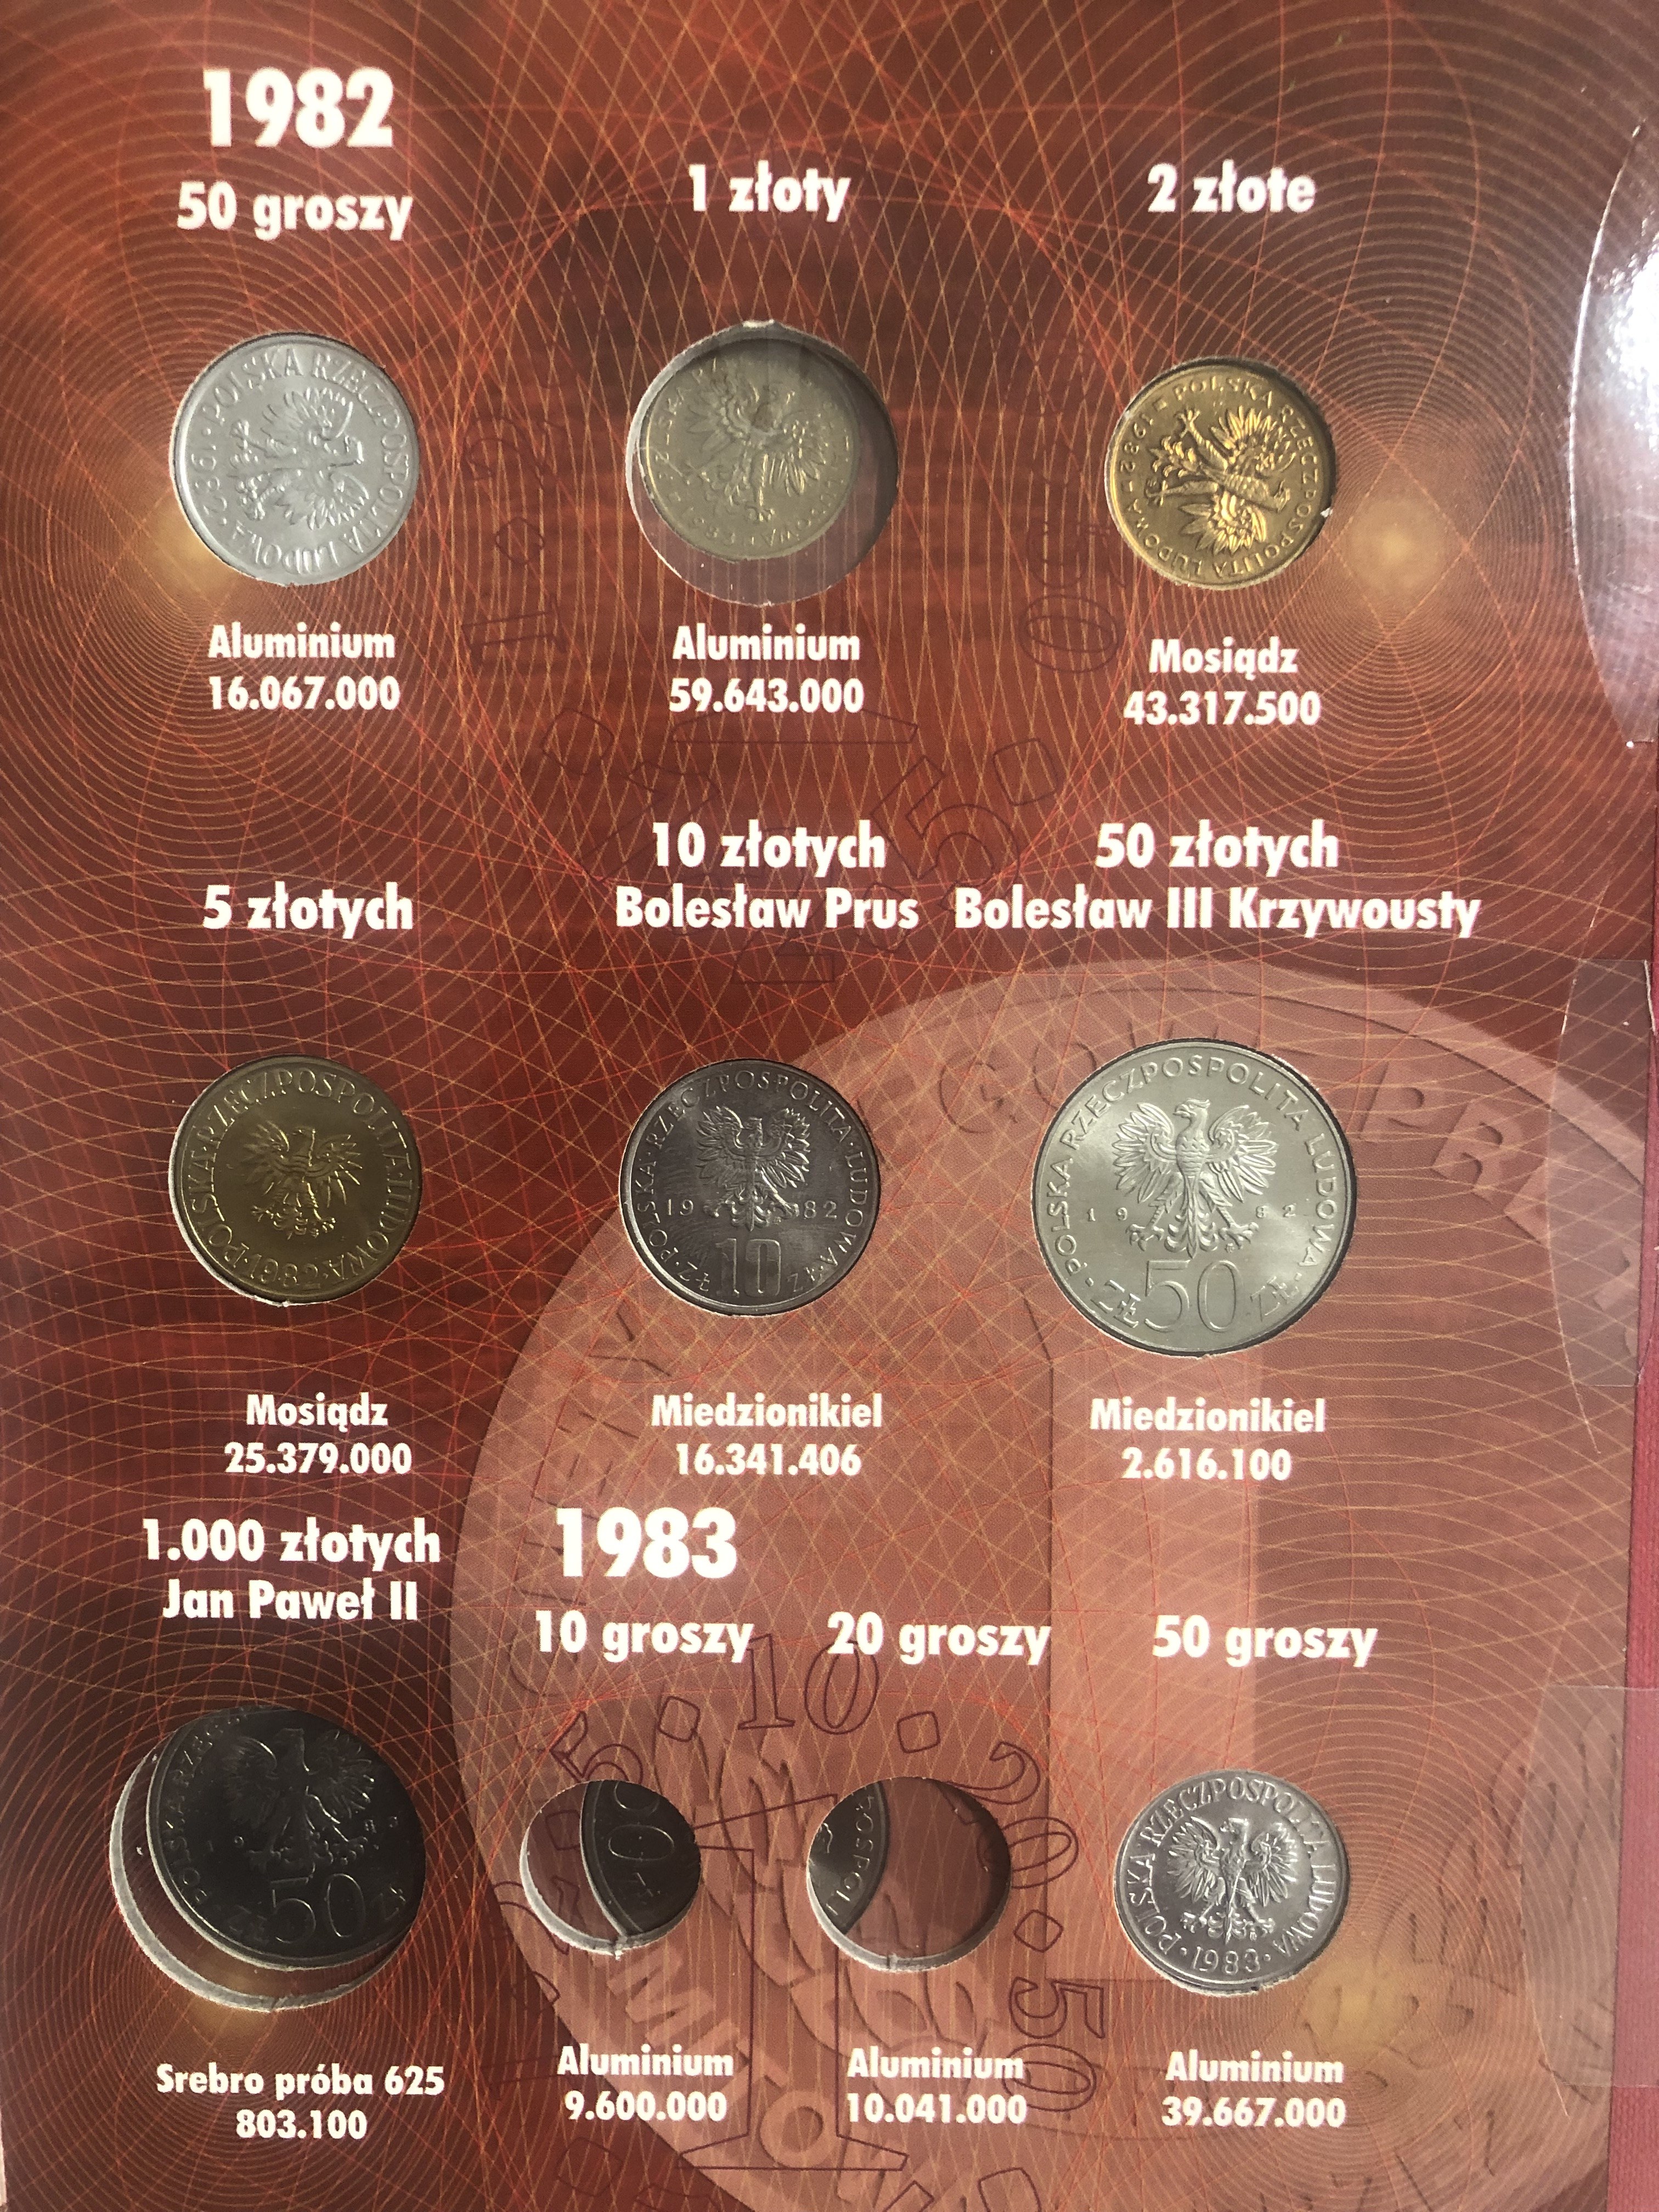 1982
50 groszy
1 złoty
2 złote
POLSKA RZECZPOSPOLITA LUDOWA 1982
POLSKA RZECZPOSPOLITA LUDOWA 1982
Aluminium
16.067.000
Aluminium
59.643.000
Mosiądz
43.317.500
5 złotych
10 złotych
Bolesław Prus
50 złotych
Bolesław III Krzywousty
POLSKA RZECZPOSPOLITA LUDOWA 1982
POLSKA RZECZPOSPOLITA LUDOWA
1982
ZŁ 10 ZŁ
POLSKA RZECZPOSPOLITA LUDOWA
1982
ZŁ 50 ZŁ
Mosiądz
25.379.000
Miedzionikiel
16.341.406
Miedzionikiel
2.616.100
1.000 złotych
Jan Paweł II
1983
10 groszy
20 groszy
50 groszy
50
POLSKA RZECZPOSPOLITA LUDOWA
1983
Srebro próba 625
803.100
Aluminium
9.600.000
Aluminium
10.041.000
Aluminium
39.667.000